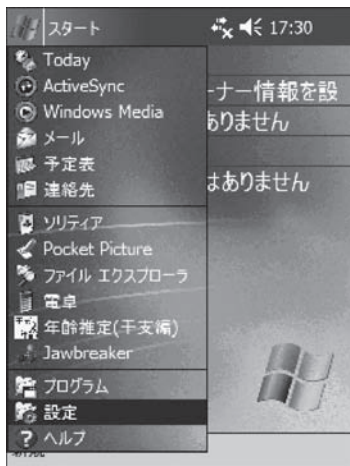 スタート 17:30
Today
ActiveSync
Windows Media
メール
予定表
連絡先
ソリティア
Pocket Picture
ファイル エクスプローラ
電卓
年齢推定(干支編)
Jawbreaker
プログラム
設定
ヘルプ
ーナー情報を設
ありません
はありません